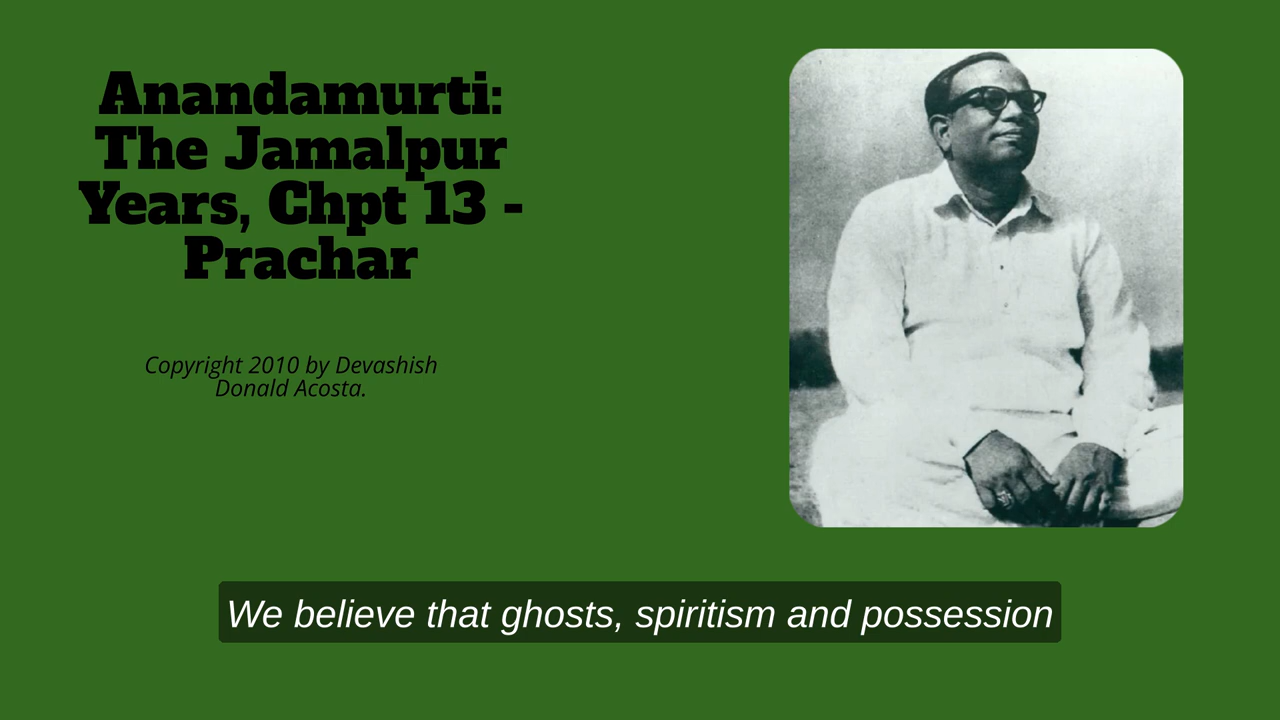 Anandamurti:
The Jamalpur
Years, Chpt 13 -
Prachar
Copyright 2010 by Devashish
Donald Acosta.
We believe that ghosts, spiritism and possession